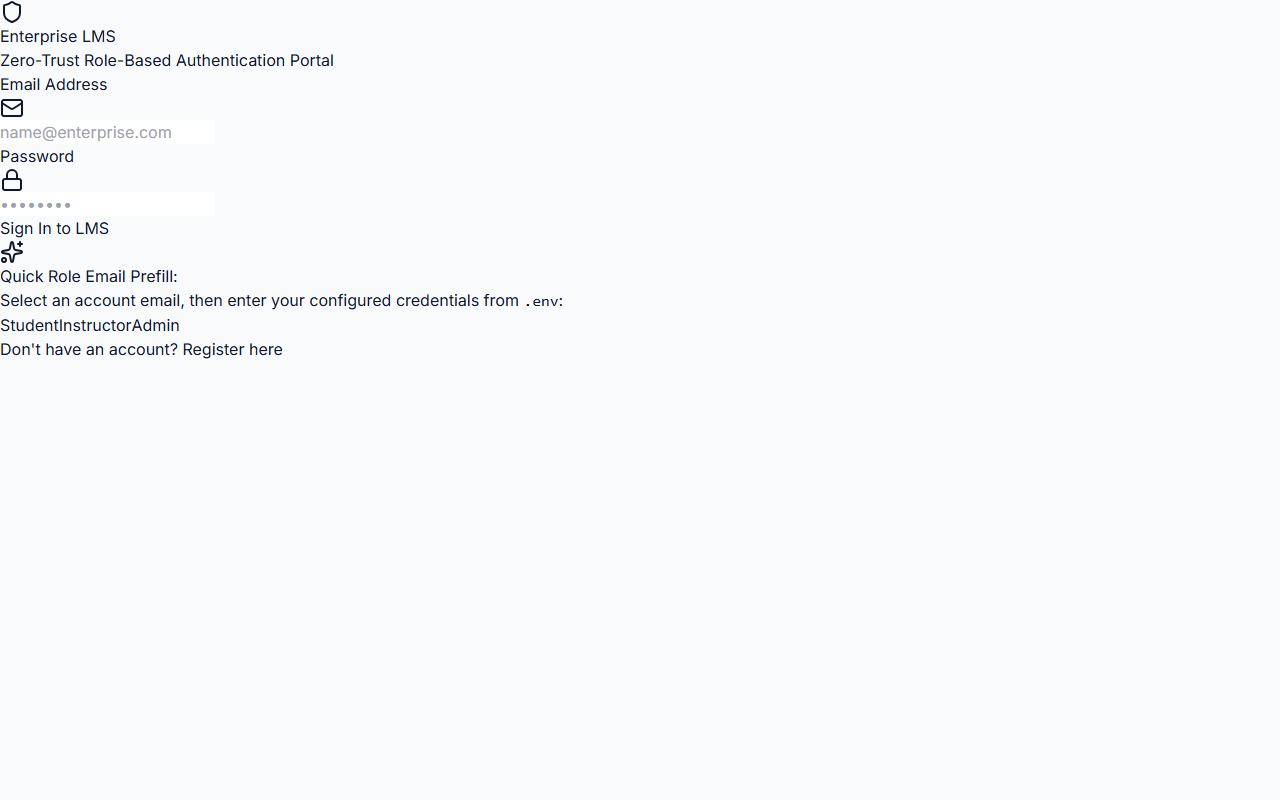 Enterprise LMS
Zero-Trust Role-Based Authentication Portal
Email Address
name@enterprise.com
Password
••••••••
Sign In to LMS
Quick Role Email Prefill:
Select an account email, then enter your configured credentials from .env:
StudentInstructorAdmin
Don't have an account? Register here